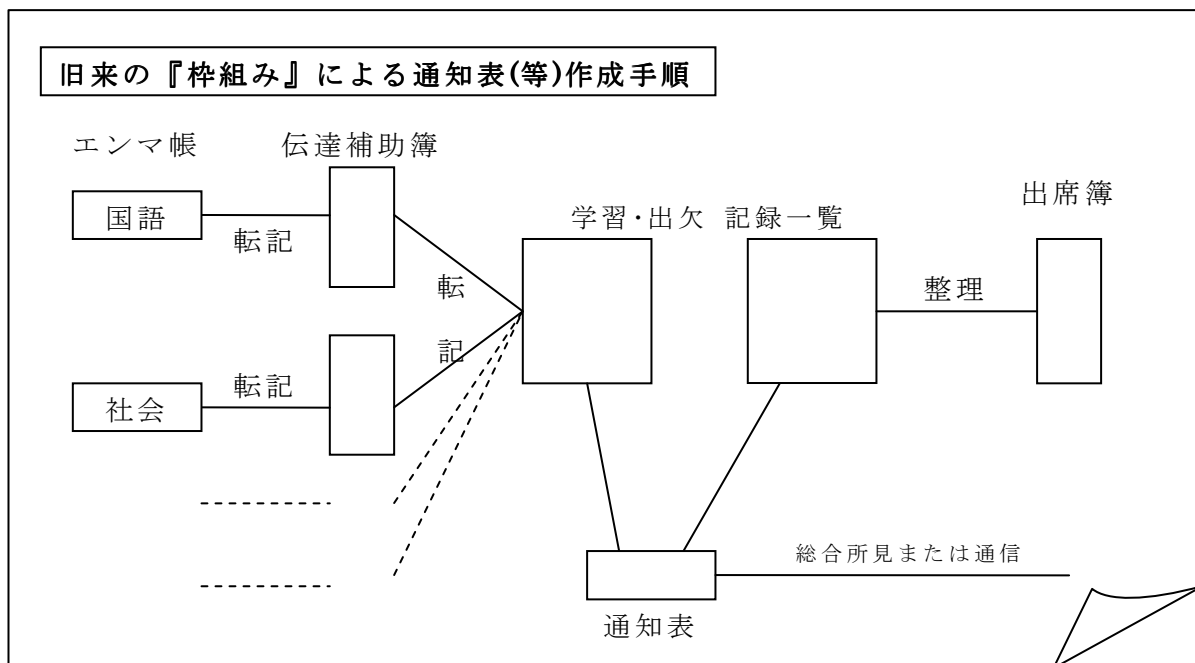 旧来の『枠組み』による通知表(等)作成手順
エンマ帳
伝達補助簿
出席簿
学習・出欠 記録一覧
国語
転記
転
記
整理
転記
社会
総合所見または通信
通知表